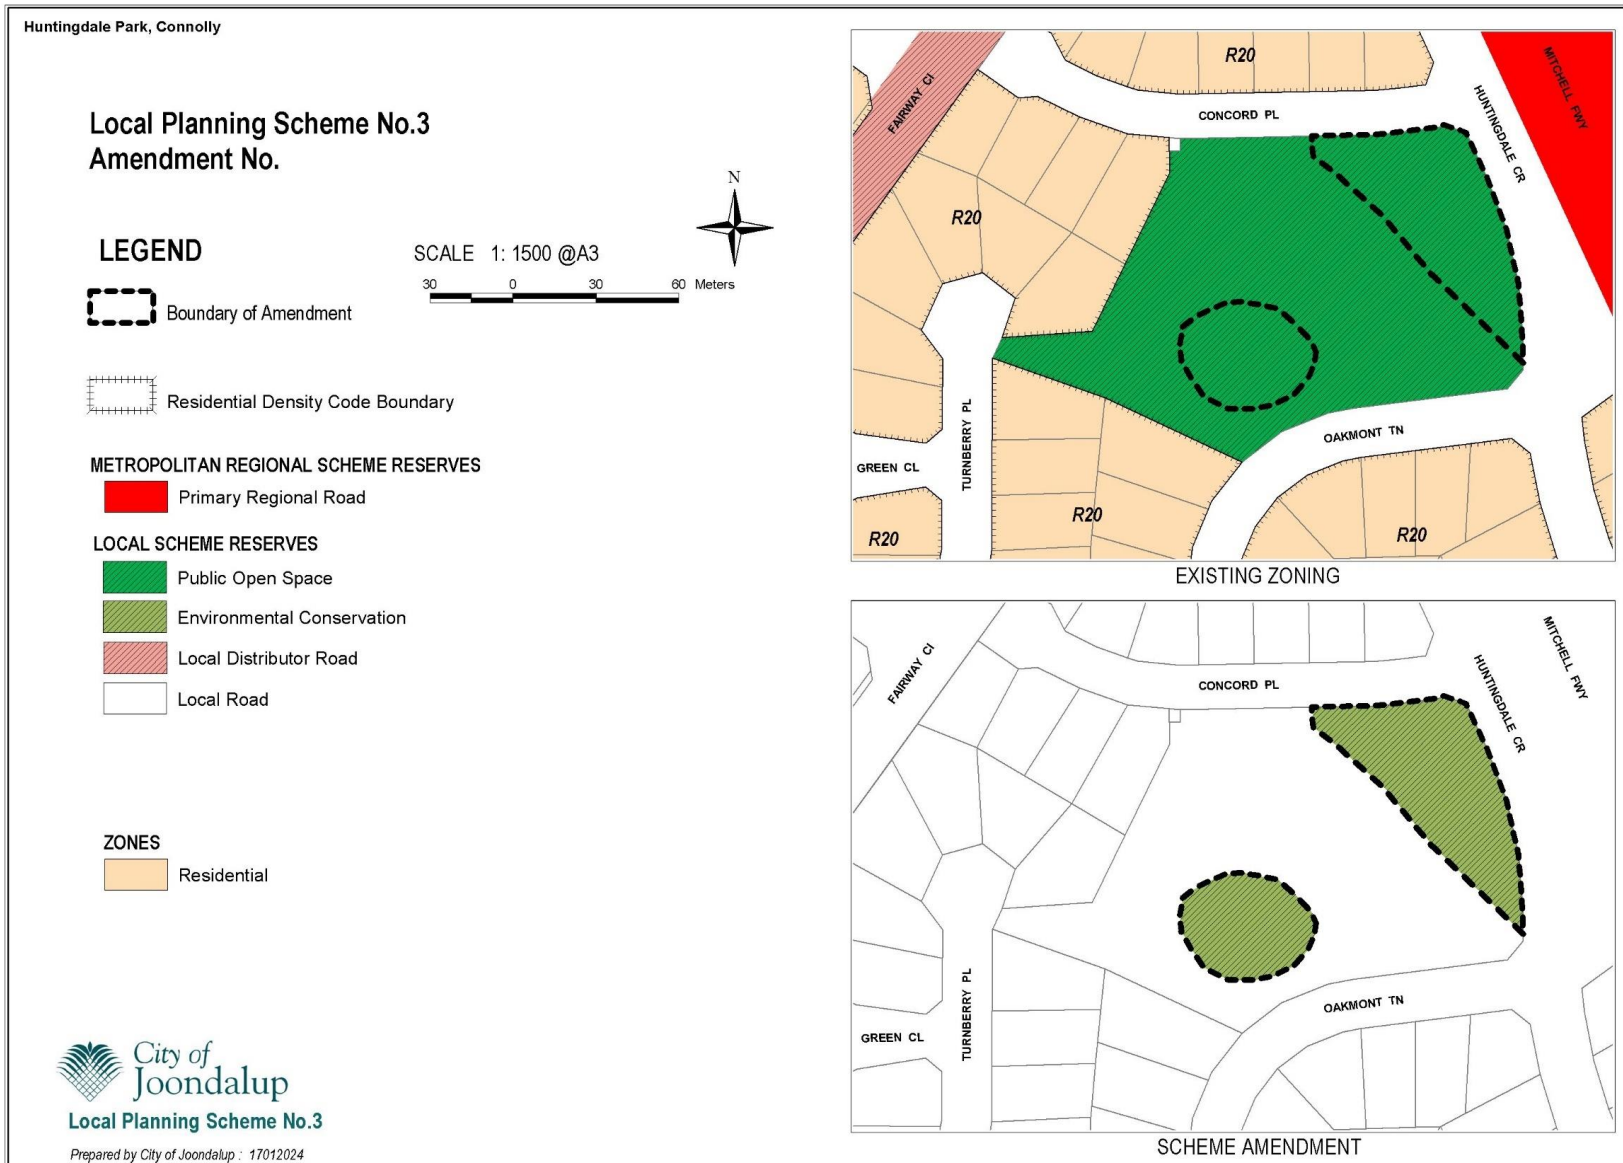 Huntingdale Park, Connolly
Local Planning Scheme No.3
Amendment No.
N
LEGEND
SCALE 1: 1500 @A3
30 0 30 60 Meters
Boundary of Amendment
Residential Density Code Boundary
METROPOLITAN REGIONAL SCHEME RESERVES
Primary Regional Road
LOCAL SCHEME RESERVES
Public Open Space
Environmental Conservation
Local Distributor Road
Local Road
ZONES
Residential
City of
Joondalup
Local Planning Scheme No.3
Prepared by City of Joondalup : 17012024
R20
MITCHELL FWY
FAIRWAY CI
CONCORD PL
HUNTINGDALE CR
R20
TURNBERRY PL
OAKMONT TN
GREEN CL
R20
R20
R20
EXISTING ZONING
MITCHELL FWY
FAIRWAY CI
CONCORD PL
HUNTINGDALE CR
TURNBERRY PL
OAKMONT TN
GREEN CL
SCHEME AMENDMENT